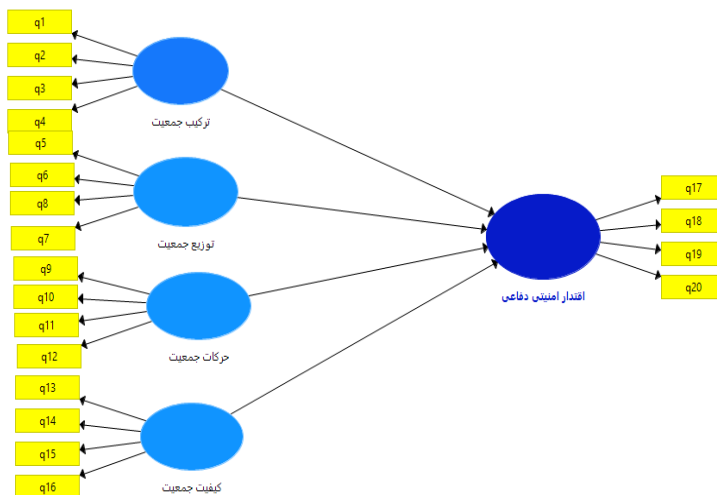 q1
q2
q3
q4
ترکیب جمعیت
q5
q6
q8
q7
توزیع جمعیت
q9
q10
q11
q12
حرکات جمعیت
q13
q14
q15
q16
کیفیت جمعیت
q17
q18
q19
q20
اقتدار امنیتی دفاعی